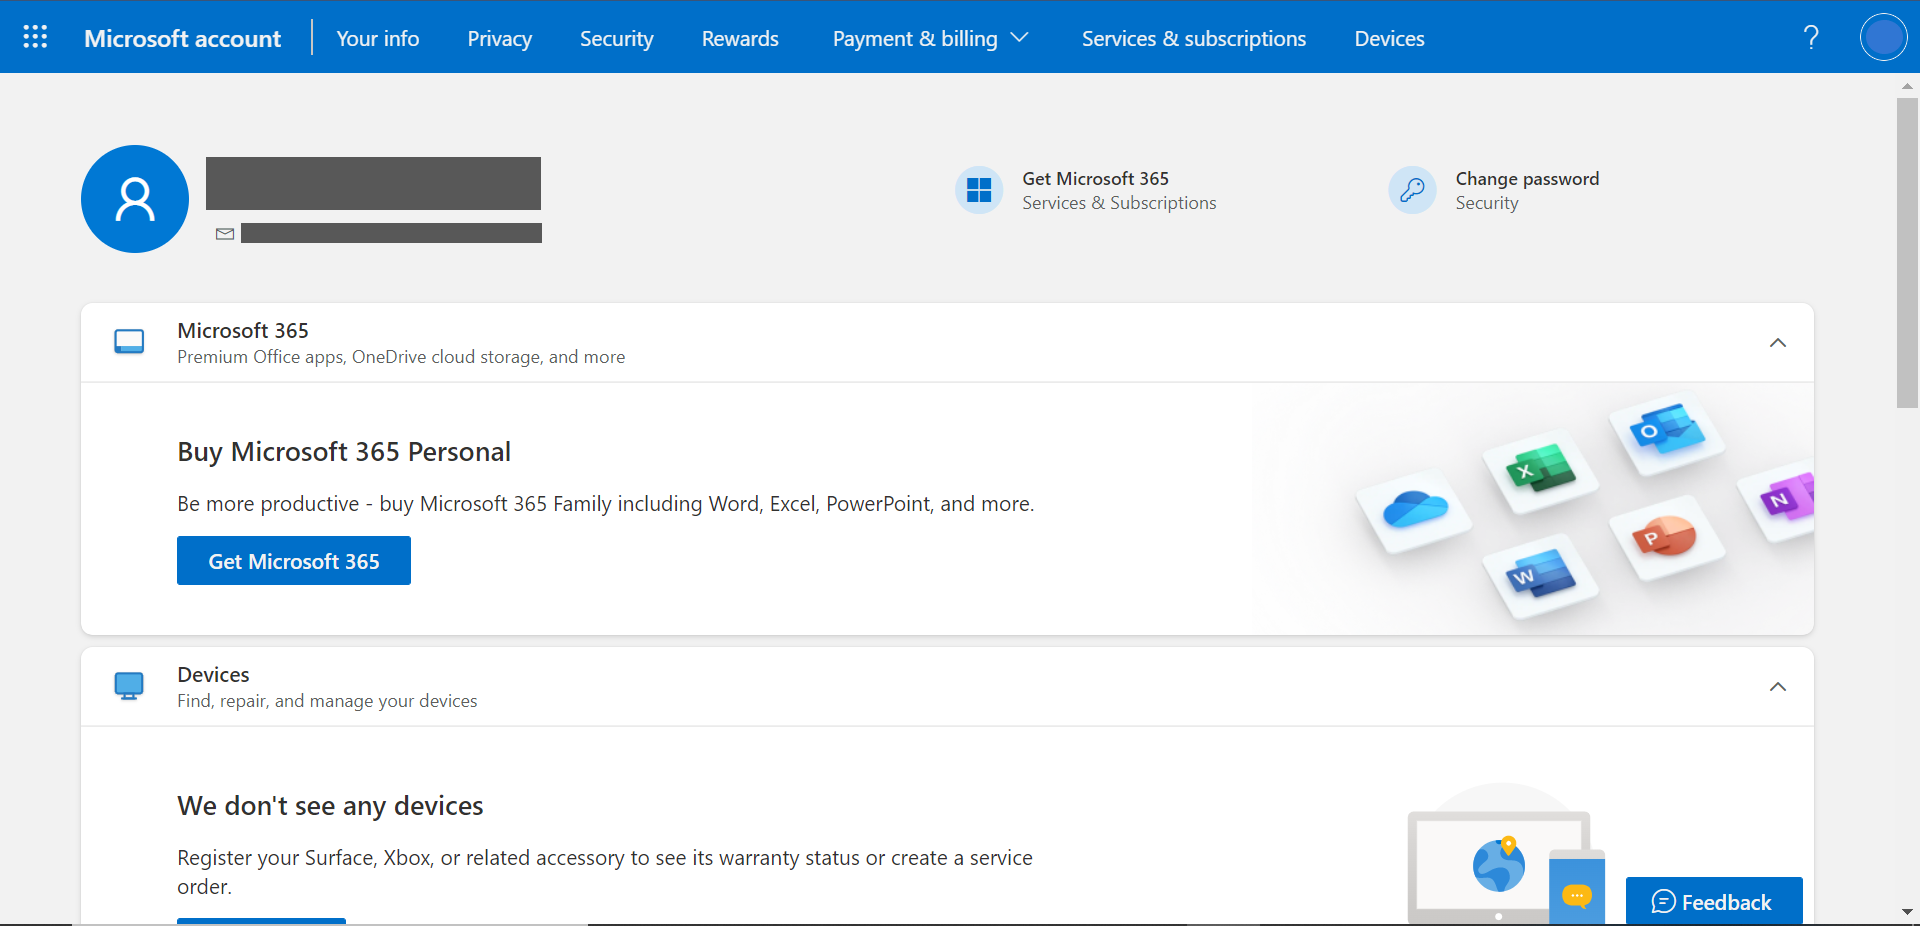 Microsoft account
Your info
Privacy
Security
Rewards
Payment & billing
Services & subscriptions
Devices
?
Get Microsoft 365
Services & Subscriptions
Change password
Security
Microsoft 365
Premium Office apps, OneDrive cloud storage, and more
Buy Microsoft 365 Personal
Be more productive - buy Microsoft 365 Family including Word, Excel, PowerPoint, and more.
Get Microsoft 365
O
X
N
P
W
Devices
Find, repair, and manage your devices
We don't see any devices
Register your Surface, Xbox, or related accessory to see its warranty status or create a service
order.
Feedback